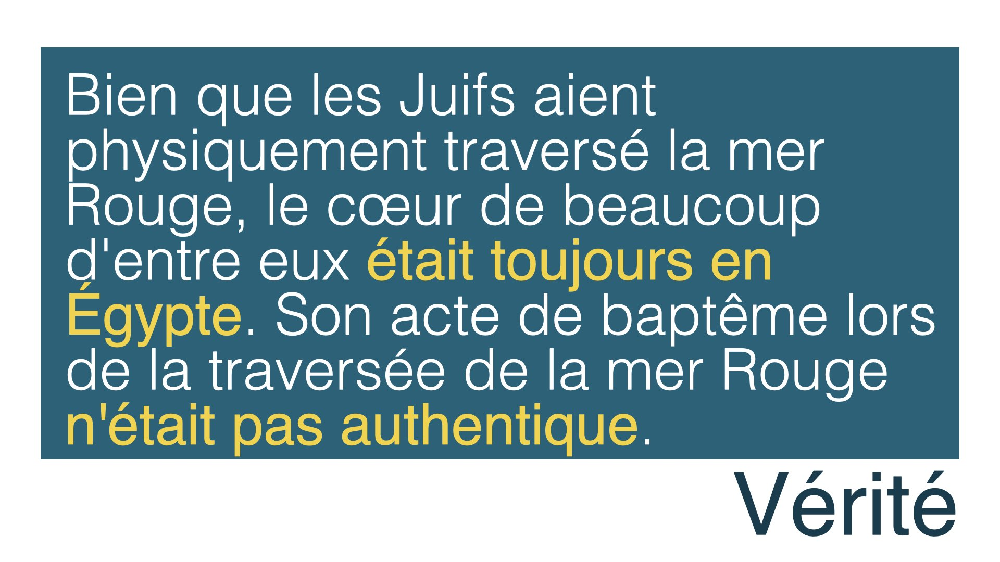 Bien que les Juifs aient
physiquement traversé la mer
Rouge, le cœur de beaucoup
d'entre eux était toujours en
Égypte. Son acte de baptême lors
de la traversée de la mer Rouge
n'était pas authentique.
Vérité